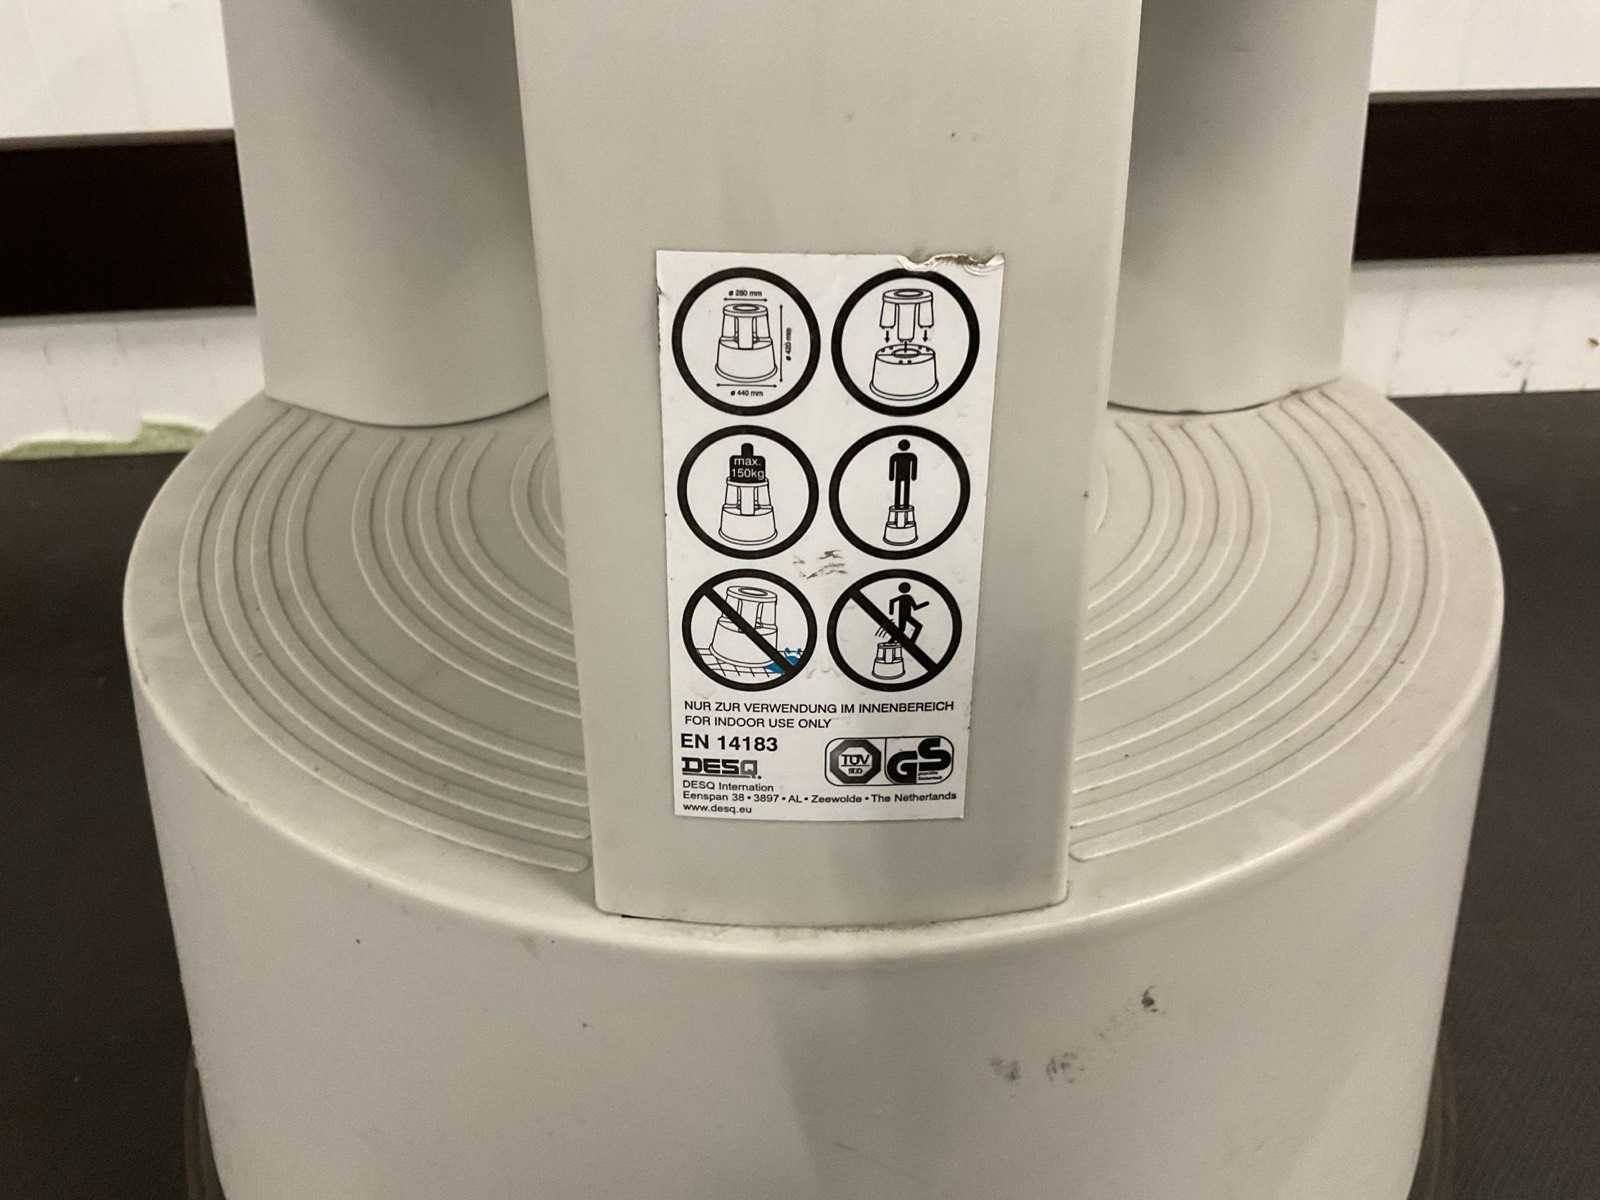 ø 280 mm
ø 420 mm
ø 440 mm
max.
150kg
NUR ZUR VERWENDUNG IM INNENBEREICH
FOR INDOOR USE ONLY
EN 14183
TÜV
SÜD
GS
DESQ
DESQ Internation
Eenspan 38 • 3897 • AL • Zeewolde • The Netherlands
www.desq.eu